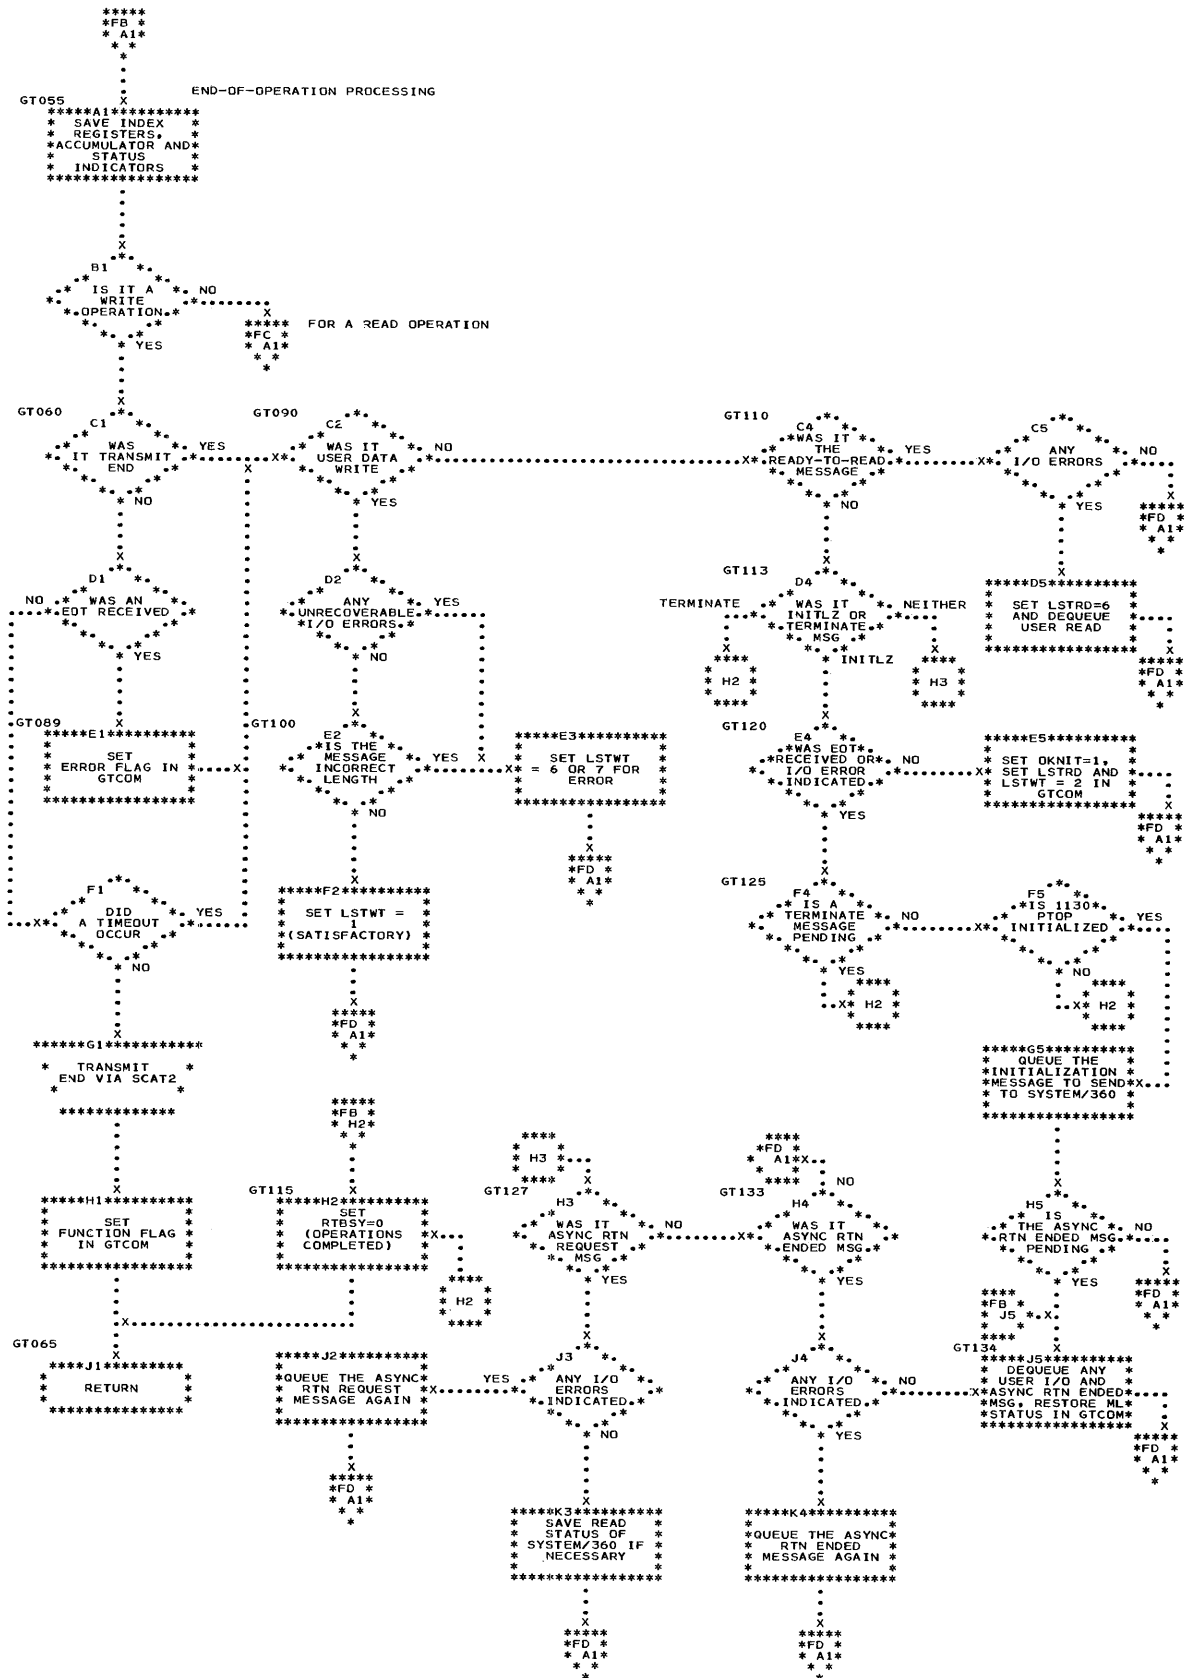 FB
A1
END-OF-OPERATION PROCESSING
GT055
A1
SAVE INDEX
REGISTERS,
ACCUMULATOR AND
STATUS
INDICATORS
B1
IS IT A
WRITE
OPERATION
NO
YES
FC
A1
FOR A READ OPERATION
GT060
C1
WAS
IT TRANSMIT
END
YES
NO
GT090
C2
WAS IT
USER DATA
WRITE
NO
YES
GT110
C4
WAS IT
THE
READY-TO-READ
MESSAGE
YES
NO
C5
ANY
I/O ERRORS
NO
YES
FD
A1
D1
WAS AN
EOT RECEIVED
NO
YES
D2
ANY
UNRECOVERABLE
I/O ERRORS
YES
NO
GT113
D4
WAS IT
INITLZ OR
TERMINATE
MSG
TERMINATE
NEITHER
INITLZ
H2
H3
D5
SET LSTRD=6
AND DEQUEUE
USER READ
FD
A1
GT089
E1
SET
ERROR FLAG IN
GTCOM
GT100
E2
IS THE
MESSAGE
INCORRECT
LENGTH
YES
NO
E3
SET LSTWT
= 6 OR 7 FOR
ERROR
FD
A1
GT120
E4
WAS EOT
RECEIVED OR
I/O ERROR
INDICATED
NO
YES
E5
SET OKNIT=1,
SET LSTRD AND
LSTWT = 2 IN
GTCOM
FD
A1
F1
DID
A TIMEOUT
OCCUR
YES
NO
F2
SET LSTWT =
1
(SATISFACTORY)
FD
A1
GT125
F4
IS A
TERMINATE
MESSAGE
PENDING
NO
YES
H2
F5
IS 1130
PTOP
INITIALIZED
YES
NO
H2
G1
TRANSMIT
END VIA SCAT2
G5
QUEUE THE
INITIALIZATION
MESSAGE TO SEND
TO SYSTEM/360
H1
SET
FUNCTION FLAG
IN GTCOM
FB
H2
GT115
H2
SET
RTBSY=0
(OPERATIONS
COMPLETED)
H2
H3
GT127
H3
WAS IT
ASYNC RTN
REQUEST
MSG
NO
YES
FD
A1
NO
GT133
H4
WAS IT
ASYNC RTN
ENDED MSG
YES
H5
IS
THE ASYNC
RTN ENDED MSG
PENDING
NO
YES
FD
A1
FB
J5
GT065
J1
RETURN
J2
QUEUE THE ASYNC
RTN REQUEST
MESSAGE AGAIN
FD
A1
J3
ANY I/O
ERRORS
INDICATED
YES
NO
J4
ANY I/O
ERRORS
INDICATED
NO
YES
GT134
J5
DEQUEUE ANY
USER I/O AND
ASYNC RTN ENDED
MSG, RESTORE ML
STATUS IN GTCOM
FD
A1
K3
SAVE READ
STATUS OF
SYSTEM/360 IF
NECESSARY
FD
A1
K4
QUEUE THE ASYNC
RTN ENDED
MESSAGE AGAIN
FD
A1